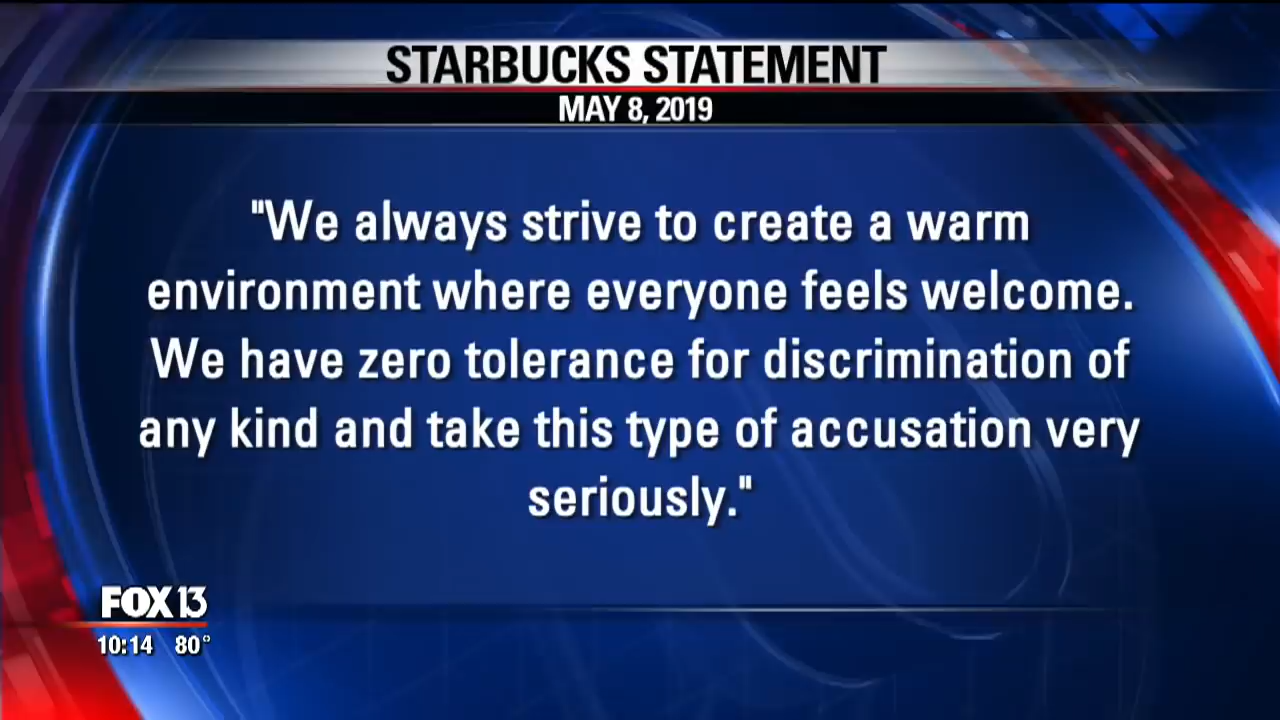 STARBUCKS STATEMENT
MAY 8, 2019
"We always strive to create a warm
environment where everyone feels welcome.
We have zero tolerance for discrimination of
any kind and take this type of accusation very
seriously."
FOX 13
10:14 80°